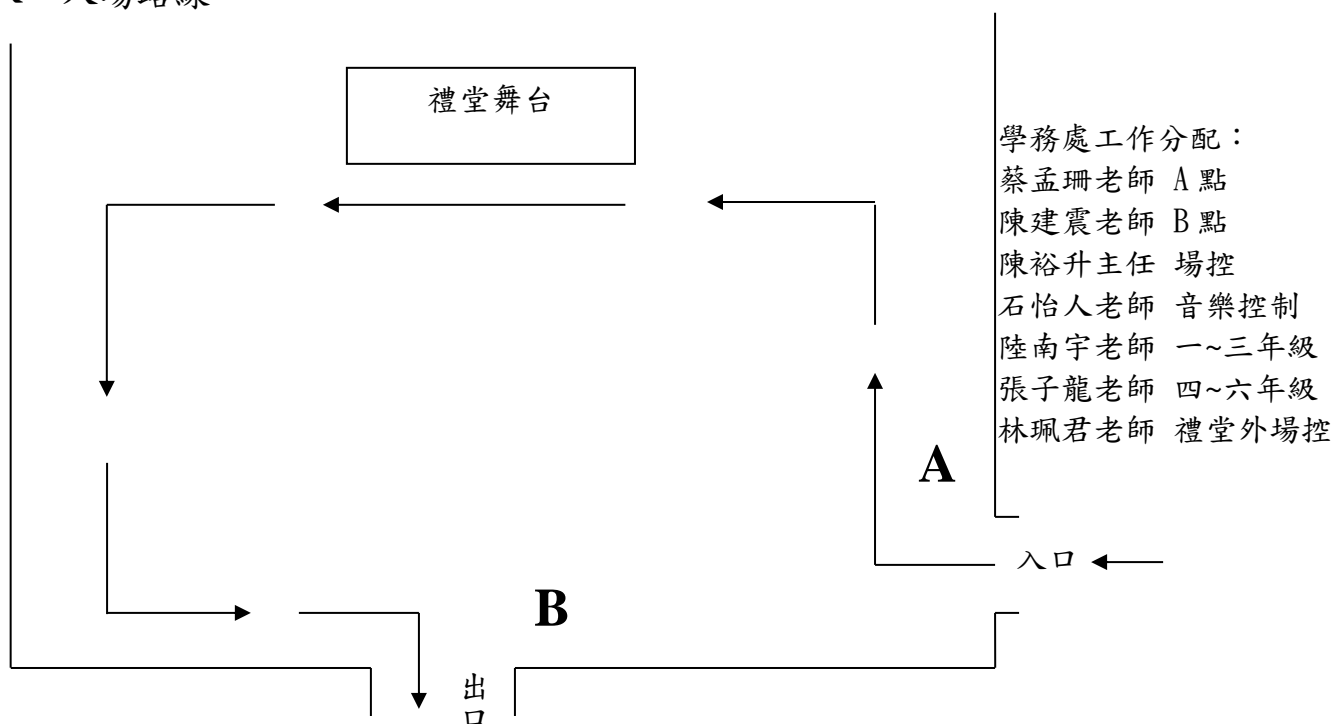 入場路線
禮堂舞台
學務處工作分配：
蔡孟珊老師 A點
陳建震老師 B點
陳裕升主任 場控
石怡人老師 音樂控制
陸南宇老師 一~三年級
張子龍老師 四~六年級
林珮君老師 禮堂外場控
A
入口
B
出口